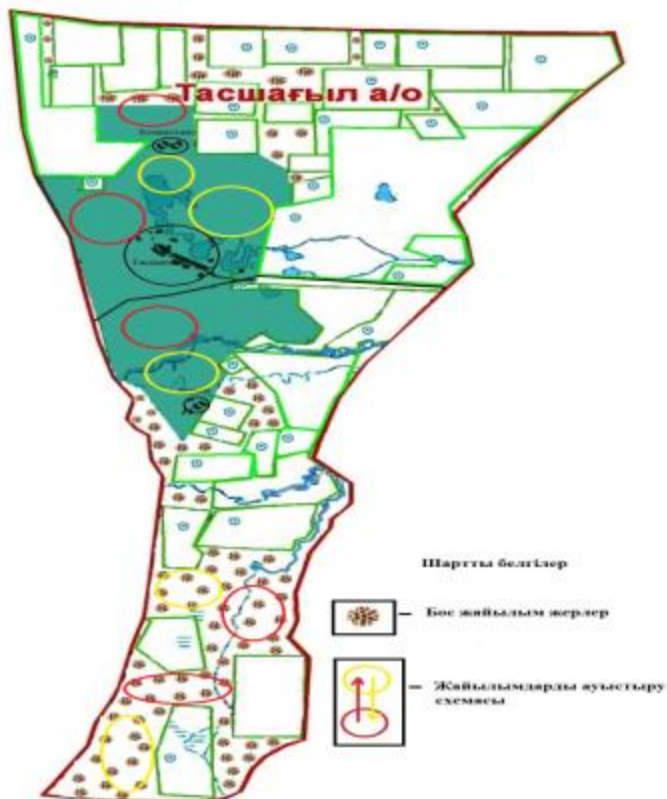 Тасшағыл а/о
Шартты белгілер
Бос жайылым жерлер
Жайылымдарды ауыстыру
схемасы